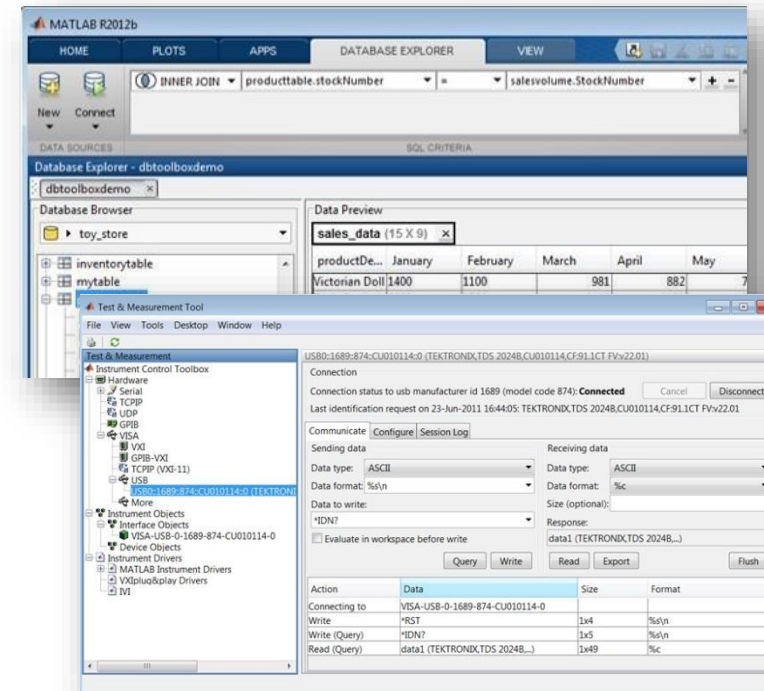 MATLAB R2012b
HOME PLOTS APPS DATABASE EXPLORER VIEW
INNER JOIN producttable.stockNumber = salesvolume.StockNumber + -
New Connect
DATA SOURCES SQL CRITERIA
Database Explorer - dbtoolboxdemo
dbtoolboxdemo ×
Database Browser
toy_store
inventorytable
mytable
Data Preview
sales_data (15 X 9) ×
productDe... January February March April May
Victorian Doll 1400 1100 981 882 7
Test & Measurement Tool
File View Tools Desktop Window Help
Test & Measurement
Instrument Control Toolbox
Hardware
Serial
TCPIP
UDP
GPIB
VISA
VXI
GPIB-VXI
TCPIP (VXI-11)
USB
USB0::1689::874::CU010114::0 (TEKTRONI
More
Instrument Objects
Interface Objects
VISA-USB-0-1689-874-CU010114-0
Device Objects
Instrument Drivers
MATLAB Instrument Drivers
VXIplug&play Drivers
IVI
USB0::1689::874::CU010114::0 (TEKTRONIX,TDS 2024B,CU010114,CF:91.1CT FV:v22.01)
Connection
Connection status to usb manufacturer id 1689 (model code 874): Connected Cancel Disconnect
Last identification request on 23-Jun-2011 16:44:05: TEKTRONIX,TDS 2024B,CU010114,CF:91.1CT FV:v22.01
Communicate Configure Session Log
Sending data
Data type: ASCII
Data format: %s\n
Data to write:
*IDN?
Evaluate in workspace before write
Query Write
Receiving data
Data type: ASCII
Data format: %c
Size (optional):
Response:
data1 (TEKTRONIX,TDS 2024B,...)
Read Export Flush
Action Data Size Format
Connecting to VISA-USB-0-1689-874-CU010114-0
Write *RST 1x4 %s\n
Write (Query) *IDN? 1x5 %s\n
Read (Query) data1 (TEKTRONIX,TDS 2024B,...) 1x49 %c